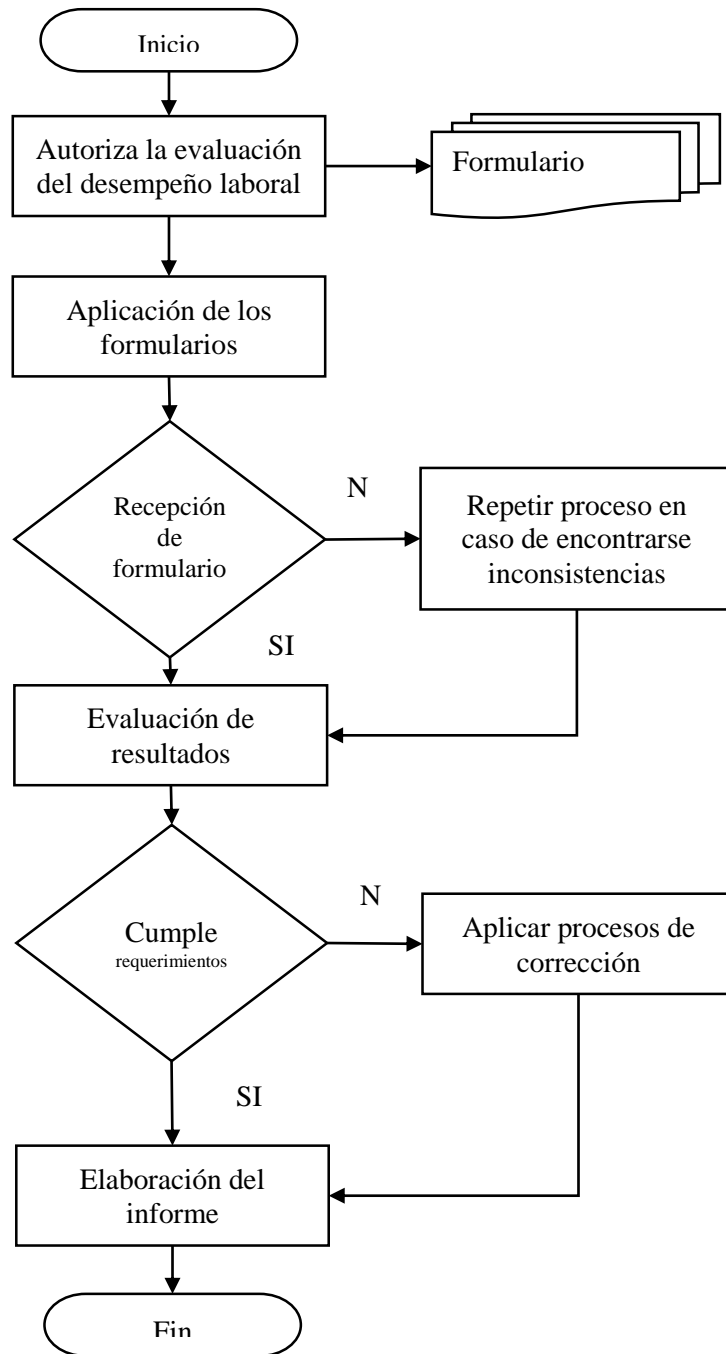 Inicio
Autoriza la evaluación
del desempeño laboral
Formulario
Aplicación de los
formularios
Recepción
de
formulario
N
Repetir proceso en
caso de encontrarse
inconsistencias
SI
Evaluación de
resultados
Cumple
requerimientos
N
Aplicar procesos de
corrección
SI
Elaboración del
informe
Fin